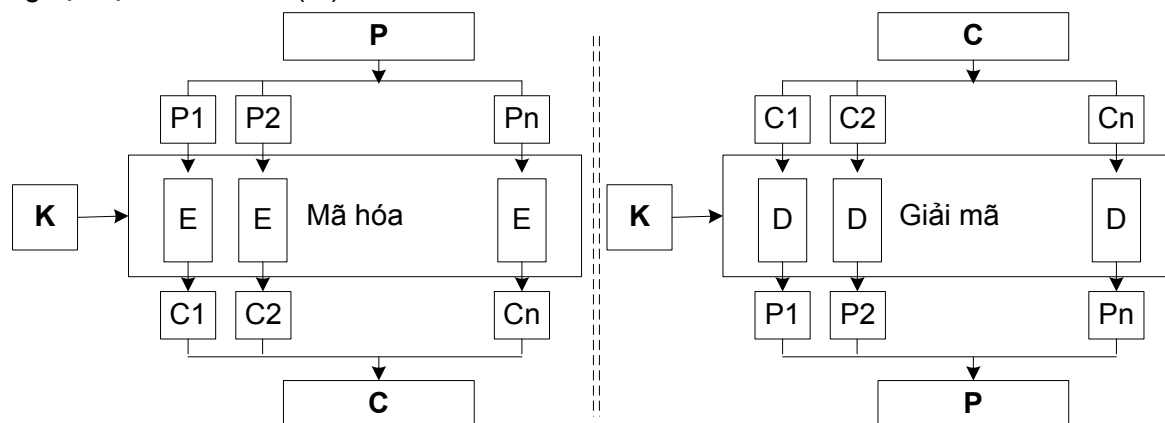 P C
P1 P2 Pn C1 C2 Cn
K E E Mã hóa E K D D Giải mã D
C1 C2 Cn P1 P2 Pn
C P